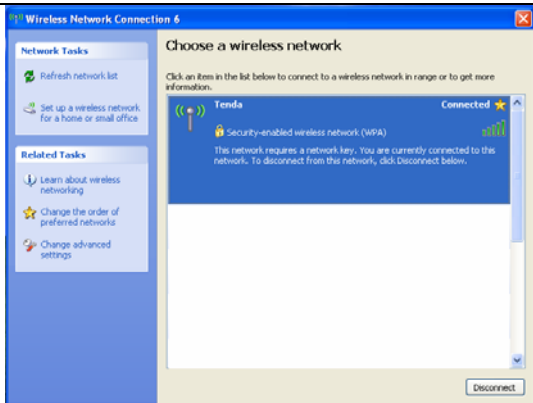 Wireless Network Connection 6
Network Tasks
Refresh network list
Set up a wireless network
for a home or small office
Related Tasks
Learn about wireless
networking
Change the order of
preferred networks
Change advanced
settings
Choose a wireless network
Click an item in the list below to connect to a wireless network in range or to get more
information.
Tenda Connected
Security-enabled wireless network (WPA)
This network requires a network key. You are currently connected to this
network. To disconnect from this network, click Disconnect below.
Disconnect